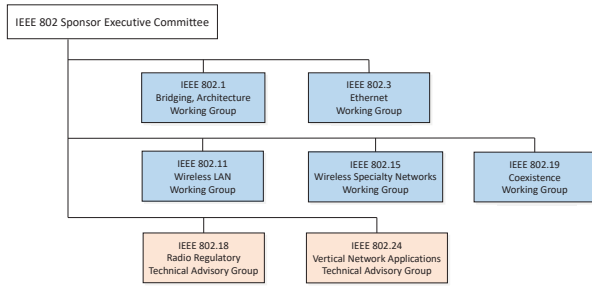 IEEE 802 Sponsor Executive Committee
IEEE 802.1
Bridging, Architecture
Working Group
IEEE 802.3
Ethernet
Working Group
IEEE 802.11
Wireless LAN
Working Group
IEEE 802.15
Wireless Specialty Networks
Working Group
IEEE 802.19
Coexistence
Working Group
IEEE 802.18
Radio Regulatory
Technical Advisory Group
IEEE 802.24
Vertical Network Applications
Technical Advisory Group